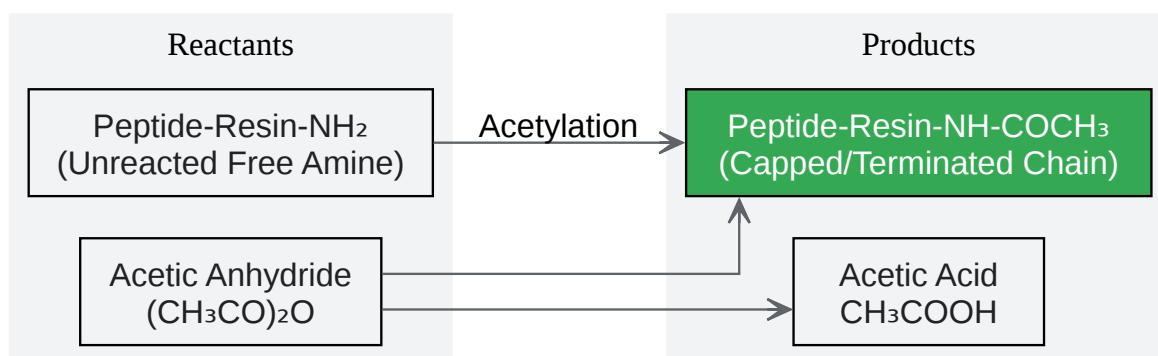 Reactants
Products
Peptide-Resin-NH₂
(Unreacted Free Amine)
Acetylation
Peptide-Resin-NH-COCH₃
(Capped/Terminated Chain)
Acetic Anhydride
(CH₃CO)₂O
Acetic Acid
CH₃COOH